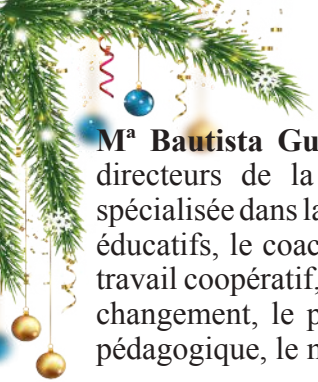 Mª Bautista Gu
directeurs de la
spécialisée dans la
éducatifs, le coac
travail coopératif,
changement, le p
pédagogique, le